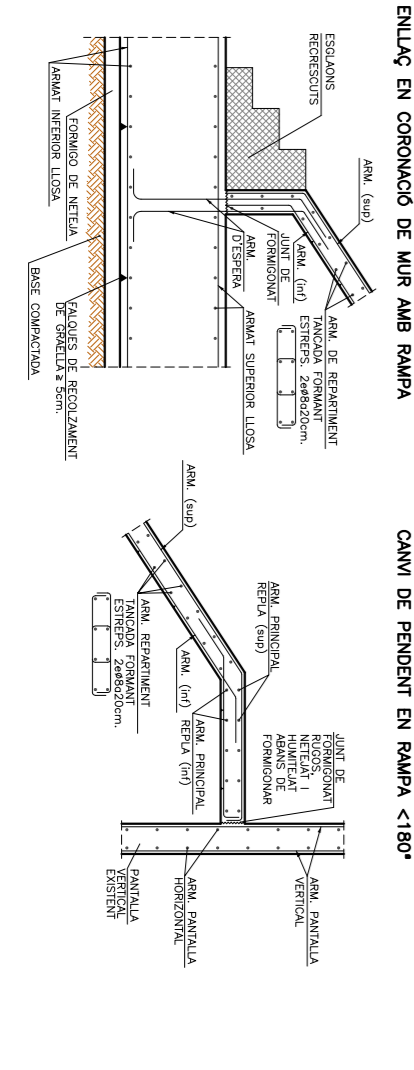 ENLLAÇ EN CORONACIÓ DE MUR AMB RAMPA
ESGLAONS
RECRESCUTS
ARM. (sup)
ARM. (inf)
JUNT DE
FORMIGONAT
ARM.
D'ESPERA
ARM. DE REPARTIMENT
TANCADA FORMANT
ESTREPS. 2eø8a20cm.
ARMAT SUPERIOR LLOSA
ARMAT INFERIOR LLOSA
FORMIGO DE NETEJA
FALQUES DE RECOLZAMENT
DE GRAELLA ≥ 5cm.
BASE COMPACTADA
CANVI DE PENDENT EN RAMPA <180°
ARM. (sup)
ARM. PRINCIPAL
REPLA (sup)
JUNT DE
FORMIGONAT
RUGOS,
NETEJAT I
HUMITEJAT
ABANS DE
FORMIGONAR
ARM. PANTALLA
VERTICAL
ARM. REPARTIMENT
TANCADA FORMANT
ESTREPS. 2eø8a20cm.
ARM. (inf)
ARM. PRINCIPAL
REPLA (inf)
ARM. PANTALLA
HORIZONTAL
PANTALLA
VERTICAL
EXISTENT